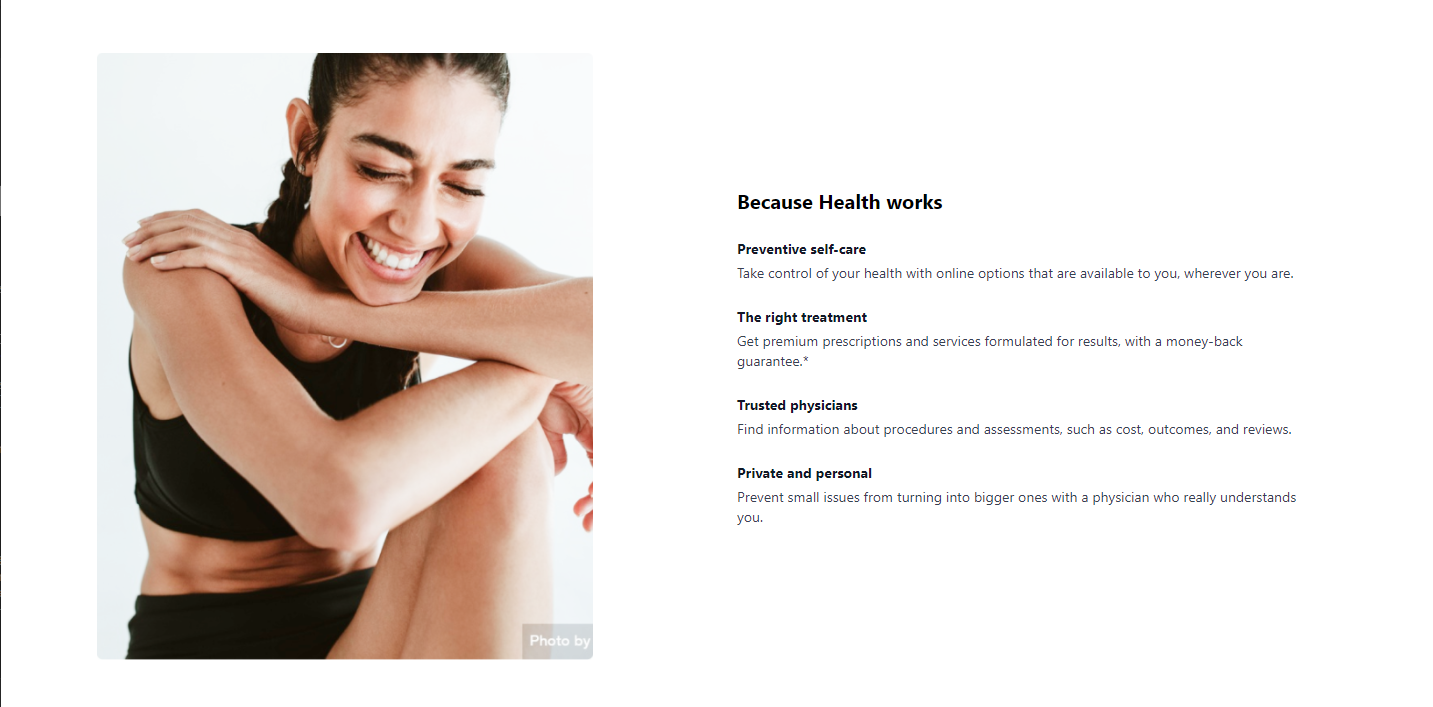 Because Health works
Preventive self-care
Take control of your health with online options that are available to you, wherever you are.
The right treatment
Get premium prescriptions and services formulated for results, with a money-back
guarantee.*
Trusted physicians
Find information about procedures and assessments, such as cost, outcomes, and reviews.
Private and personal
Prevent small issues from turning into bigger ones with a physician who really understands
you.
Photo by